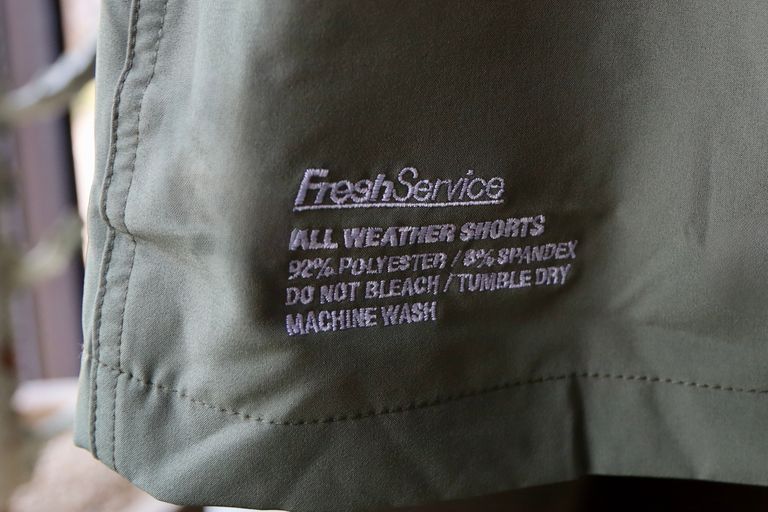 FreshService
ALL WEATHER SHORTS
92% POLYESTER / 8% SPANDEX
DO NOT BLEACH / TUMBLE DRY
MACHINE WASH